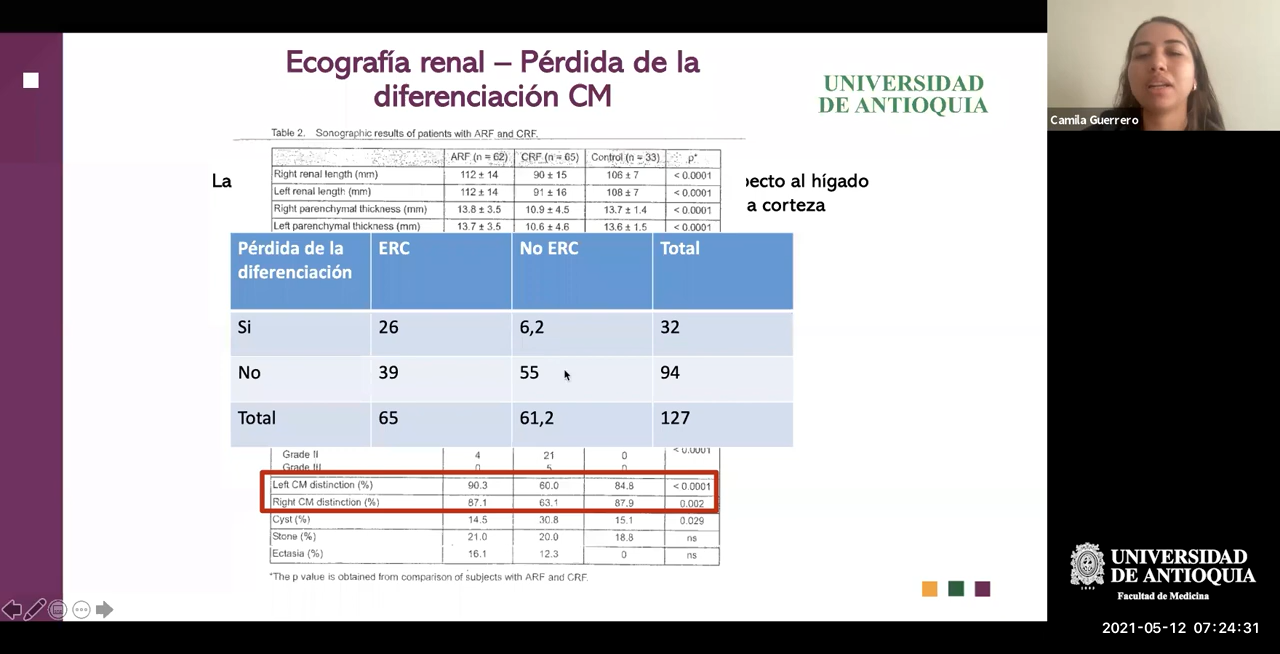 Ecografía renal – Pérdida de la
diferenciación CM
UNIVERSIDAD
DE ANTIOQUIA
Camila Guerrero
Table 2. Sonographic results of patients with ARF and CRF.
ARF (n = 62) CRF (n = 65) Control (n = 33) p*
Right renal length (mm) 112 ± 14 90 ± 15 106 ± 7 < 0.0001
Left renal length (mm) 112 ± 14 91 ± 16 108 ± 7 < 0.0001
Right parenchymal thickness (mm) 13.8 ± 3.5 10.9 ± 4.5 13.7 ± 1.4 < 0.0001
Left parenchymal thickness (mm) 13.7 ± 3.5 10.6 ± 4.6 13.6 ± 1.5 < 0.0001
La
pecto al hígado
a corteza
Pérdida de la diferenciación ERC No ERC Total
Si 26 6,2 32
No 39 55 94
Total 65 61,2 127
Grade II 4 21 0 < 0.0001
Grade III 0 5 0
Left CM distinction (%) 90.3 60.0 84.8 < 0.0001
Right CM distinction (%) 87.1 63.1 87.9 0.002
Cyst (%) 14.5 30.8 15.1 0.029
Stone (%) 21.0 20.0 18.8 ns
Ectasia (%) 16.1 12.3 0 ns
*The p value is obtained from comparison of subjects with ARF and CRF.
UNIVERSIDAD
DE ANTIOQUIA
Facultad de Medicina
2021-05-12 07:24:31